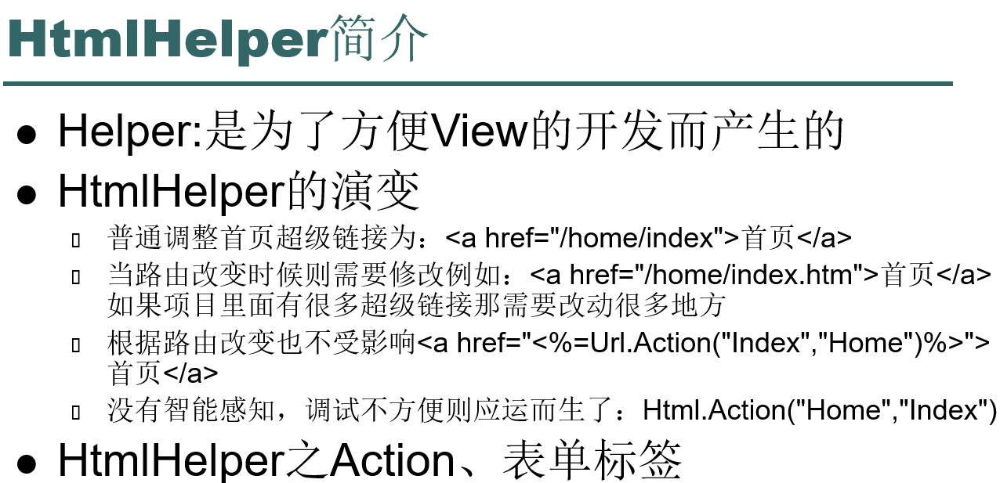 HtmlHelper简介
● Helper:是为了方便View的开发而产生的
● HtmlHelper的演变
▯ 普通调整首页超级链接为：<a href="/home/index">首页</a>
▯ 当路由改变时候则需要修改例如：<a href="/home/index.htm">首页</a>
如果项目里面有很多超级链接那需要改动很多地方
▯ 根据路由改变也不受影响<a href="<%=Url.Action("Index","Home")%>">
首页</a>
▯ 没有智能感知，调试不方便则应运而生了：Html.Action("Home","Index")
● HtmlHelper之Action、表单标签